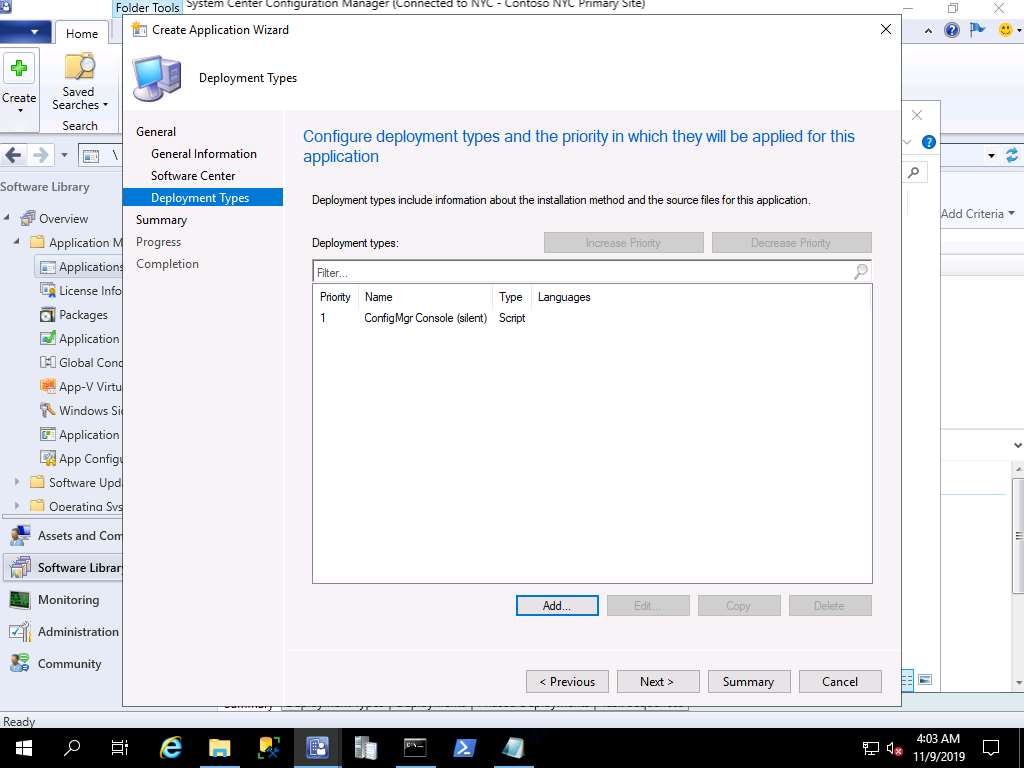 Folder Tools
System Center Configuration Manager (Connected to NYC - Contoso NYC Primary Site)
Home
Create
Saved
Searches
Search
\
Software Library
Overview
Application M
Applications
License Info
Packages
Application
Global Cond
App-V Virtu
Windows Si
Application
App Configu
Software Upda
Operating Sys
Assets and Com
Software Library
Monitoring
Administration
Community
Ready
Create Application Wizard
Deployment Types
General
General Information
Software Center
Deployment Types
Summary
Progress
Completion
Configure deployment types and the priority in which they will be applied for this
application
Deployment types include information about the installation method and the source files for this application.
Deployment types:
Increase Priority
Decrease Priority
Filter...
Priority Name Type Languages
1 ConfigMgr Console (silent) Script
Add...
Edit...
Copy
Delete
< Previous
Next >
Summary
Cancel
Add Criteria
4:03 AM
11/9/2019